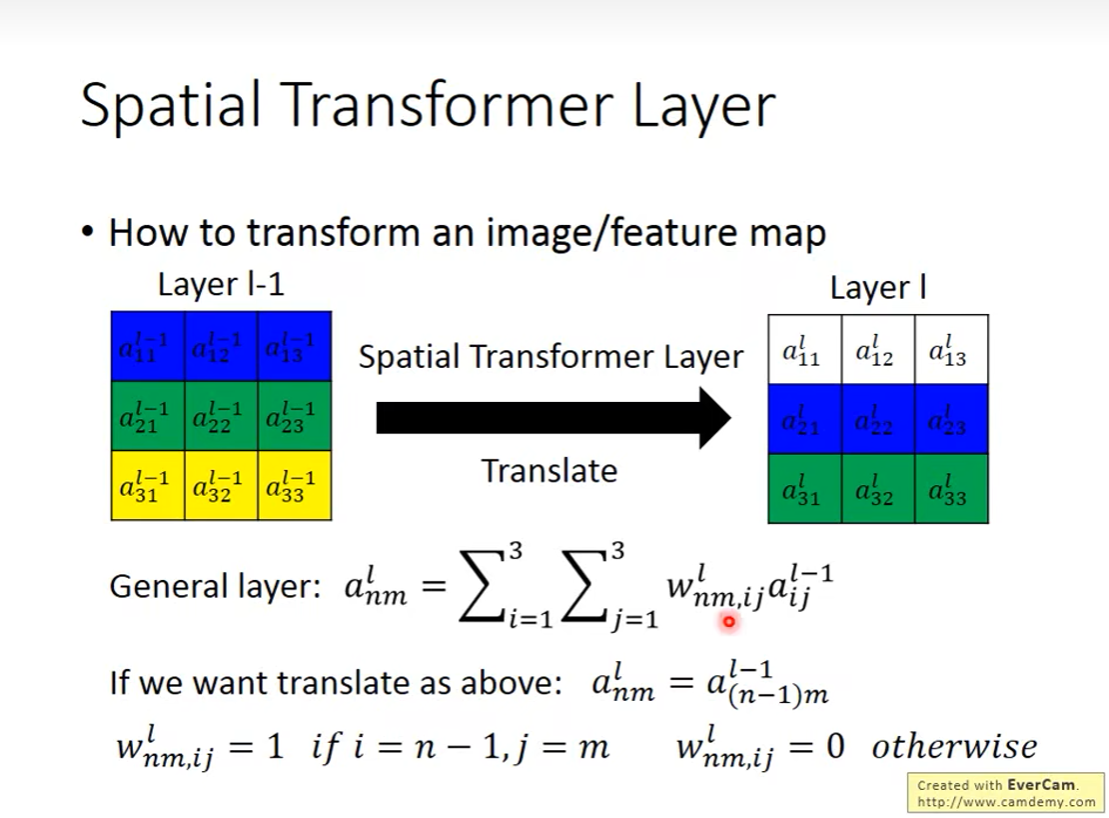 Spatial Transformer Layer
• How to transform an image/feature map
Layer l-1
Layer l
a_{11}^{l-1} a_{12}^{l-1} a_{13}^{l-1}
a_{21}^{l-1} a_{22}^{l-1} a_{23}^{l-1}
a_{31}^{l-1} a_{32}^{l-1} a_{33}^{l-1}
Spatial Transformer Layer
Translate
a_{11}^{l} a_{12}^{l} a_{13}^{l}
a_{21}^{l} a_{22}^{l} a_{23}^{l}
a_{31}^{l} a_{32}^{l} a_{33}^{l}
General layer: a_{nm}^{l} = \sum_{i=1}^{3} \sum_{j=1}^{3} w_{nm,ij}^{l} a_{ij}^{l-1}
If we want translate as above: a_{nm}^{l} = a_{(n-1)m}^{l-1}
w_{nm,ij}^{l} = 1 if i = n − 1, j = m w_{nm,ij}^{l} = 0 otherwise
Created with EverCam.
http://www.camdemy.com